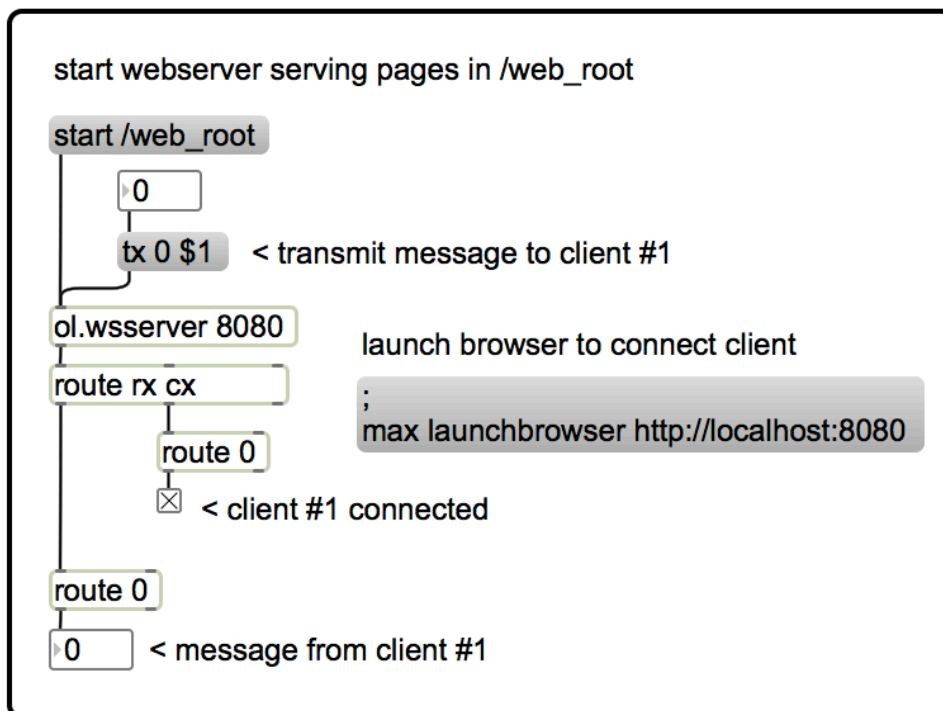 start webserver serving pages in /web_root
start /web_root
0
tx 0 $1
< transmit message to client #1
ol.wsserver 8080
launch browser to connect client
route rx cx
;
max launchbrowser http://localhost:8080
route 0
< client #1 connected
route 0
0
< message from client #1